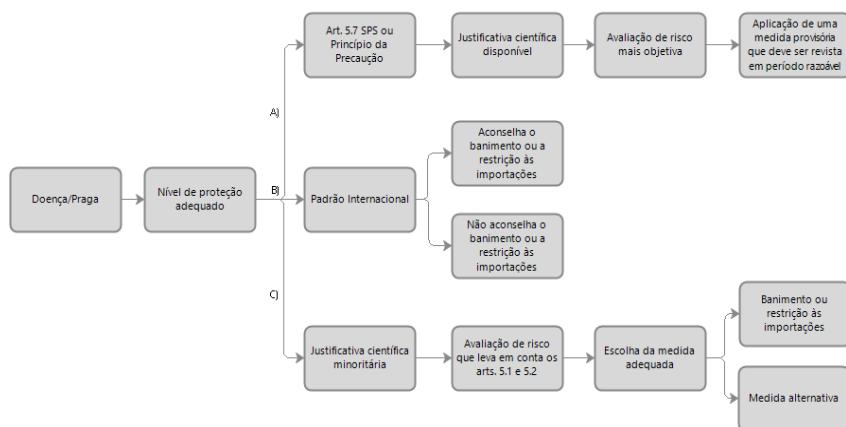 Art. 5.7 SPS ou
Princípio da
Precaução
Justificativa científica
disponível
Avaliação de risco
mais objetiva
Aplicação de uma
medida provisória
que deve ser revista
em período razoável
A)
Aconselha o
banimento ou a
restrição às
importações
Doença/Praga
Nível de proteção
adequado
B)
Padrão Internacional
Não aconselha o
banimento ou a
restrição às
importações
C)
Justificativa científica
minoritária
Avaliação de risco
que leva em conta os
arts. 5.1 e 5.2
Escolha da medida
adequada
Banimento ou
restrição às
importações
Medida alternativa